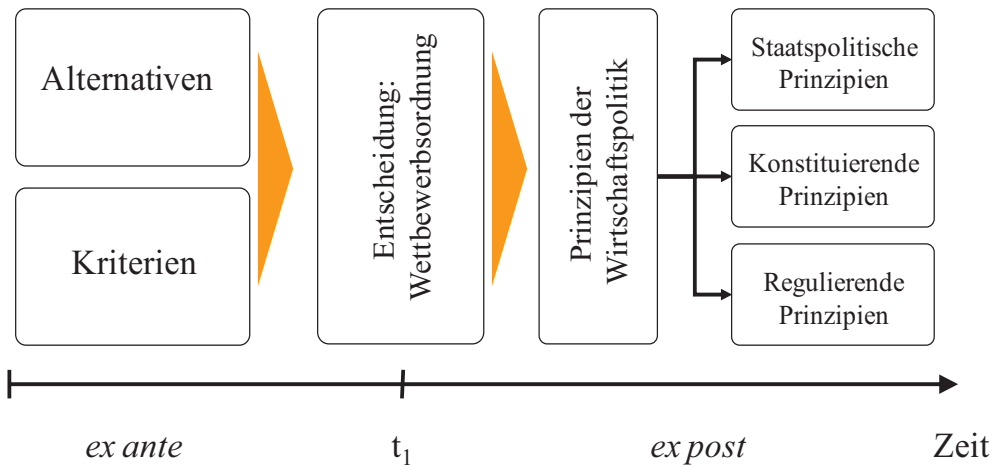 Alternativen
Kriterien
Entscheidung:
Wettbewerbsordnung
Prinzipien der
Wirtschaftspolitik
Staatspolitische
Prinzipien
Konstituierende
Prinzipien
Regulierende
Prinzipien
ex ante
t₁
ex post
Zeit